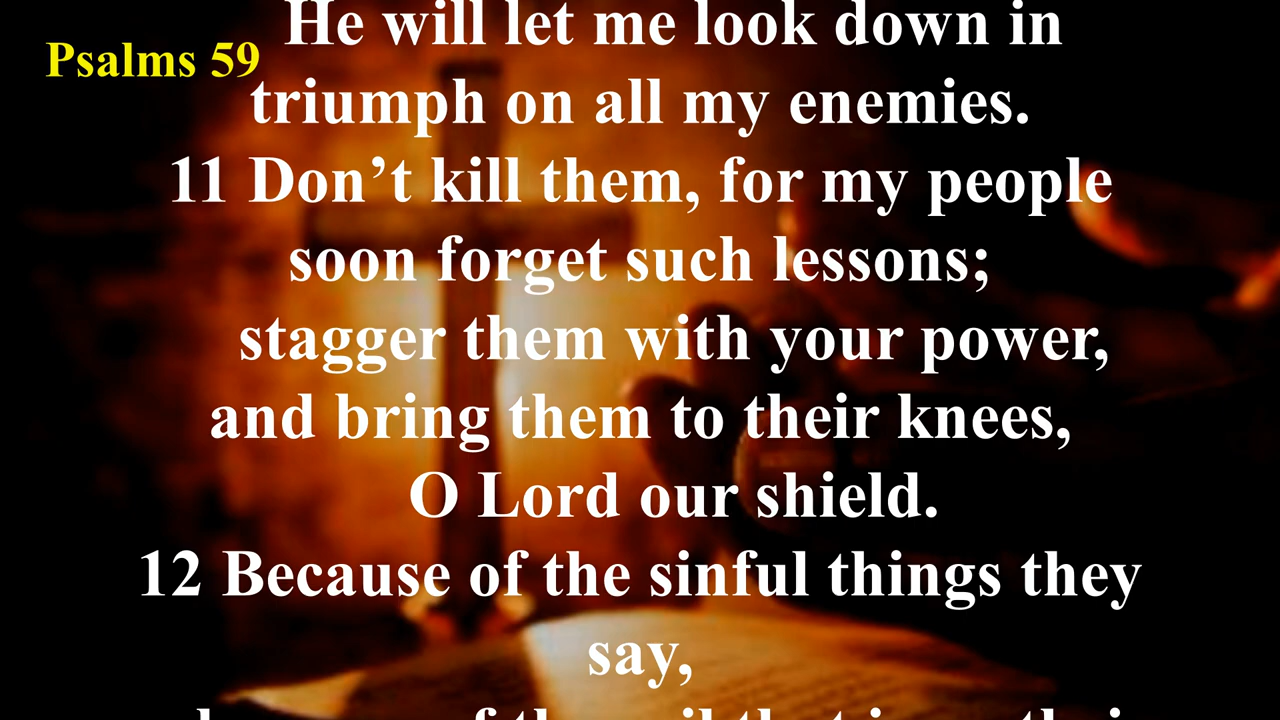 Psalms 59
He will let me look down in
triumph on all my enemies.
11 Don’t kill them, for my people
soon forget such lessons;
stagger them with your power,
and bring them to their knees,
O Lord our shield.
12 Because of the sinful things they
say,